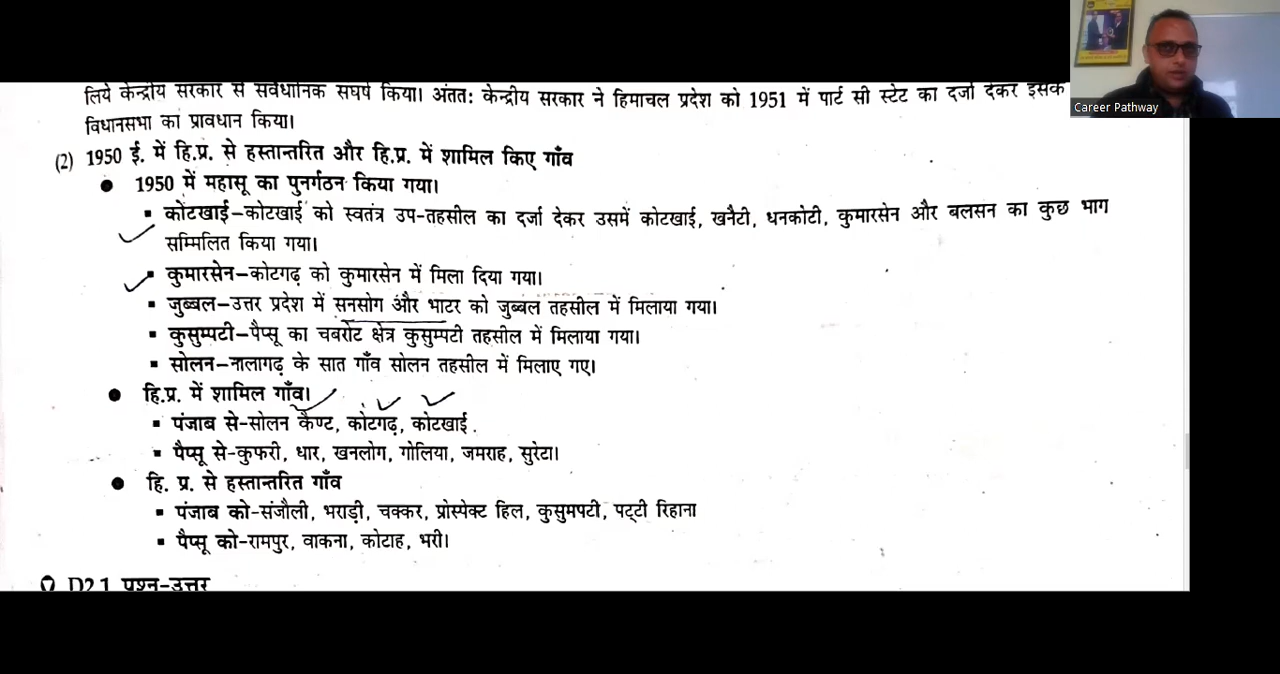 लिये केन्द्रीय सरकार से संवैधानिक संघर्ष किया। अंततः केन्द्रीय सरकार ने हिमाचल प्रदेश को 1951 में पार्ट सी स्टेट का दर्जा देकर इसके
विधानसभा का प्रावधान किया।
(2) 1950 ई. में हि.प्र. से हस्तान्तरित और हि.प्र. में शामिल किए गाँव
● 1950 में महासू का पुनर्गठन किया गया।
▪ कोटखाई–कोटखाई को स्वतंत्र उप-तहसील का दर्जा देकर उसमें कोटखाई, खनैटी, धनकोटी, कुमारसेन और बलसन का कुछ भाग
सम्मिलित किया गया।
▪ कुमारसेन–कोटगढ़ को कुमारसेन में मिला दिया गया।
▪ जुब्बल–उत्तर प्रदेश में सनसोग और भाटर को जुब्बल तहसील में मिलाया गया।
▪ कुसुम्पटी–पैप्सू का चबरोट क्षेत्र कुसुम्पटी तहसील में मिलाया गया।
▪ सोलन–नालागढ़ के सात गाँव सोलन तहसील में मिलाए गए।
● हि.प्र. में शामिल गाँव।
▪ पंजाब से-सोलन कैण्ट, कोटगढ़, कोटखाई.
▪ पैप्सू से-कुफरी, धार, खनलोग, गोलिया, जमराह, सुरेटा।
● हि. प्र. से हस्तान्तरित गाँव
▪ पंजाब को-संजौली, भराड़ी, चक्कर, प्रोस्पेक्ट हिल, कुसुमपटी, पट्टी रिहाना
▪ पैप्सू को-रामपुर, वाकना, कोटाह, भरी।
D2.1 प्रश्न-उत्तर
Career Pathway